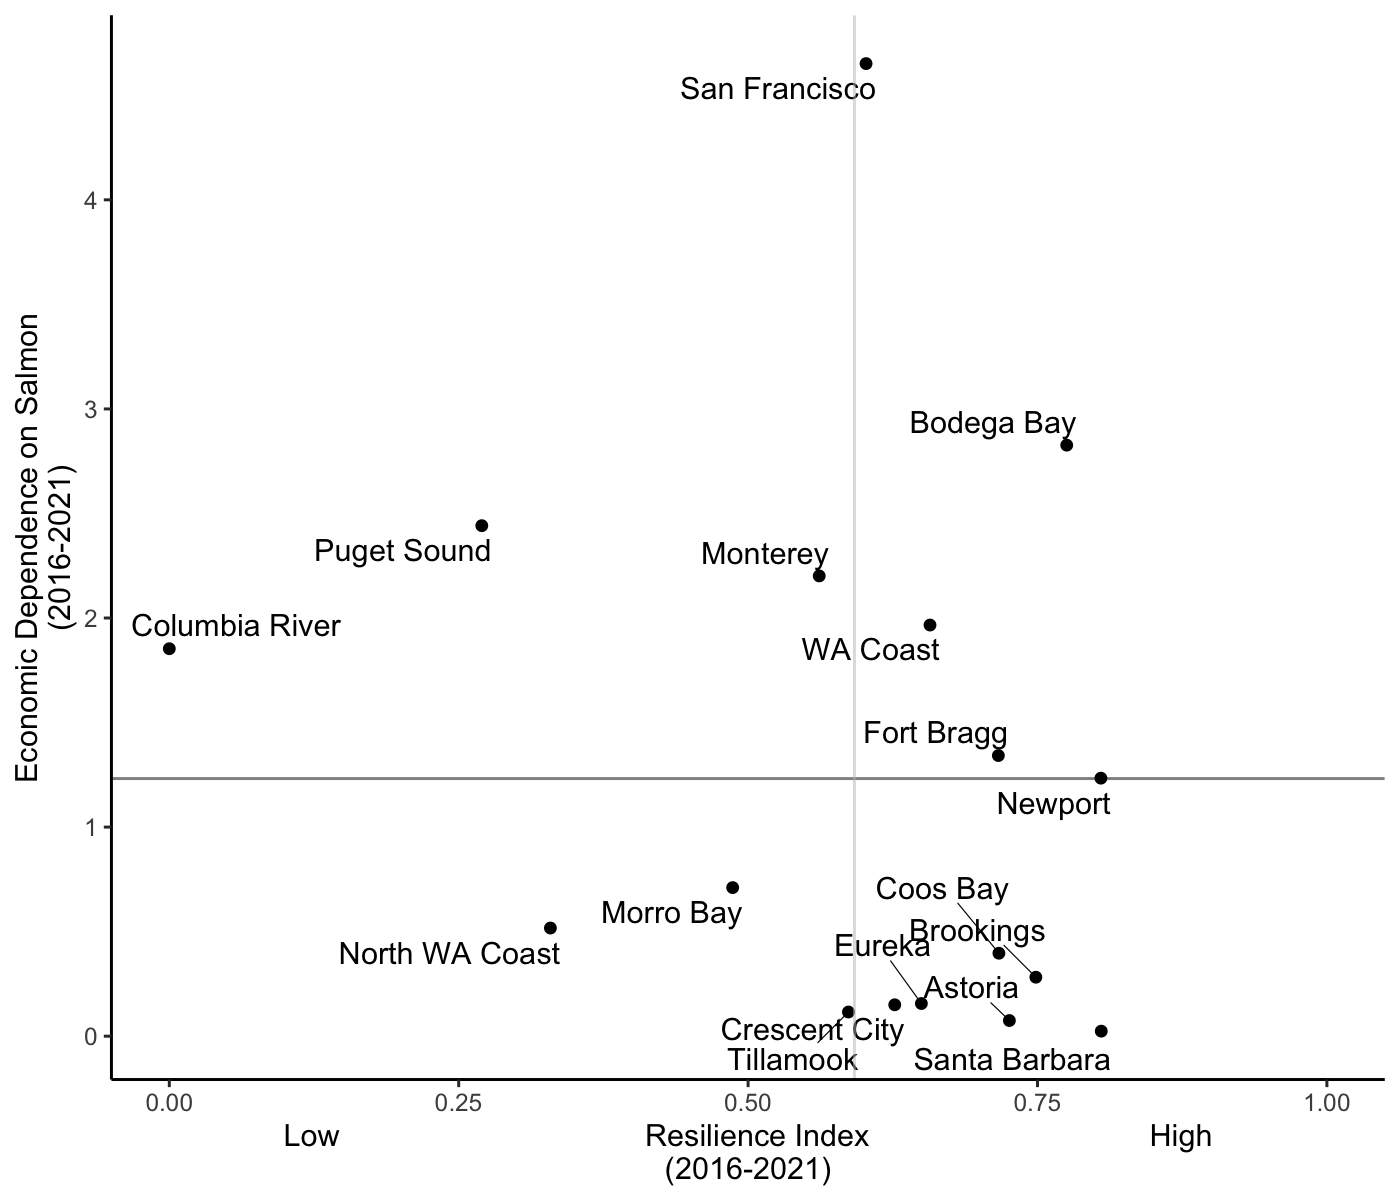 San Francisco
4
Bodega Bay
3
Puget Sound
Monterey
Columbia River
2
WA Coast
Fort Bragg
Newport
1
Coos Bay
Morro Bay
Brookings
Eureka
North WA Coast
Astoria
0
Crescent City
Tillamook
Santa Barbara
Economic Dependence on Salmon
(2016-2021)
0.00 0.25 0.50 0.75 1.00
Low Resilience Index High
(2016-2021)